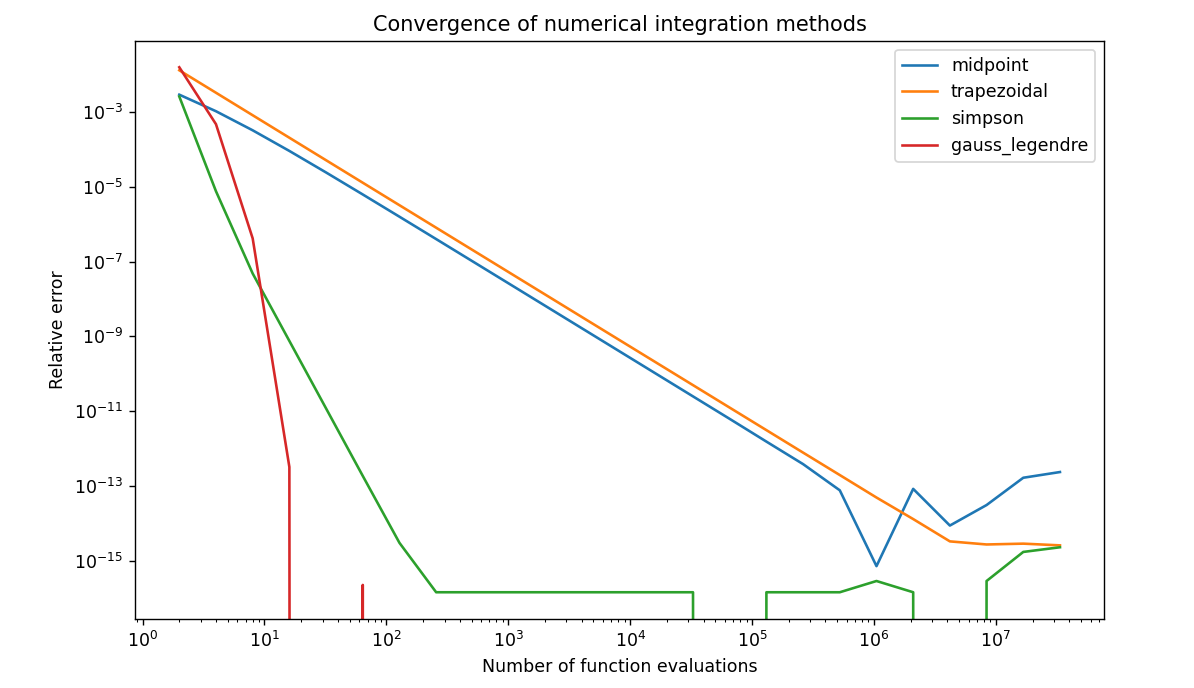 Convergence of numerical integration methods
midpoint
trapezoidal
simpson
gauss_legendre
Relative error
10⁻³
10⁻⁵
10⁻⁷
10⁻⁹
10⁻¹¹
10⁻¹³
10⁻¹⁵
10⁰ 10¹ 10² 10³ 10⁴ 10⁵ 10⁶ 10⁷
Number of function evaluations